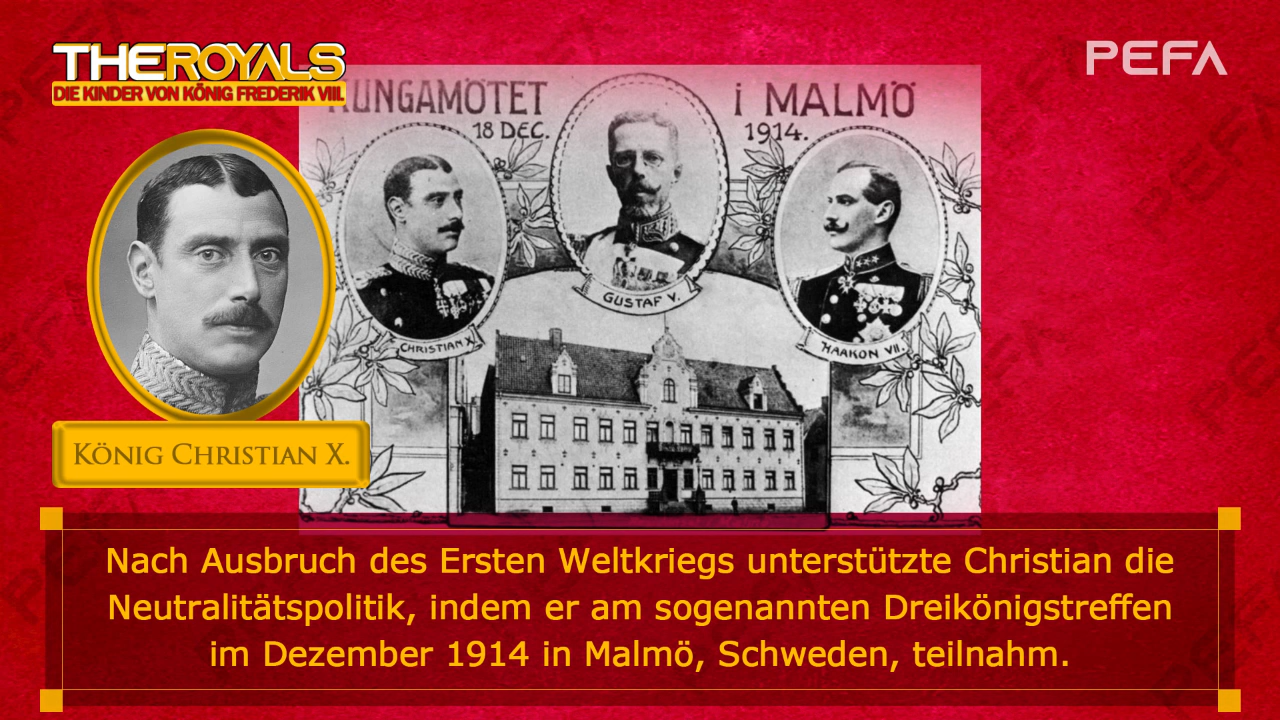 THEROYALS
DIE KINDER VON KÖNIG FREDERIK VIII.
PEFA
KUNGAMÖTET I MALMÖ
18 DEC. 1914.
CHRISTIAN X.
GUSTAF V.
HAAKON VII.
KÖNIG CHRISTIAN X.
Nach Ausbruch des Ersten Weltkriegs unterstützte Christian die
Neutralitätspolitik, indem er am sogenannten Dreikönigstreffen
im Dezember 1914 in Malmö, Schweden, teilnahm.